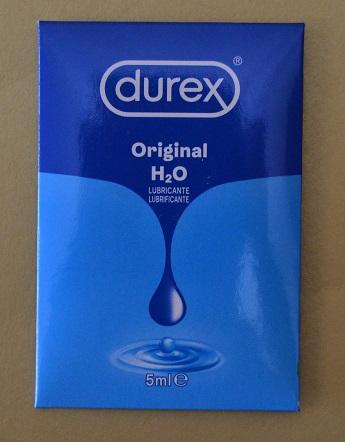 durex®
Original
H₂O
LUBRICANTE
LUBRIFICANTE
5ml℮